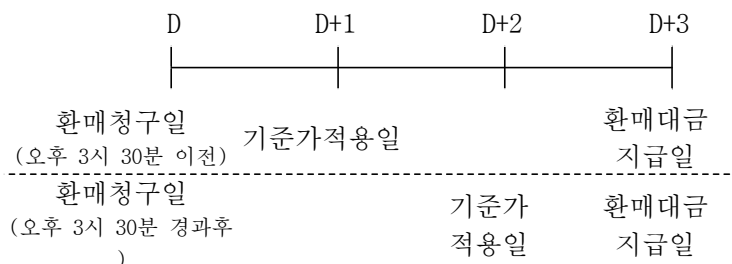 D D+1 D+2 D+3
환매청구일
(오후 3시 30분 이전)
기준가적용일
환매대금
지급일
환매청구일
(오후 3시 30분 경과후
)
기준가
적용일
환매대금
지급일